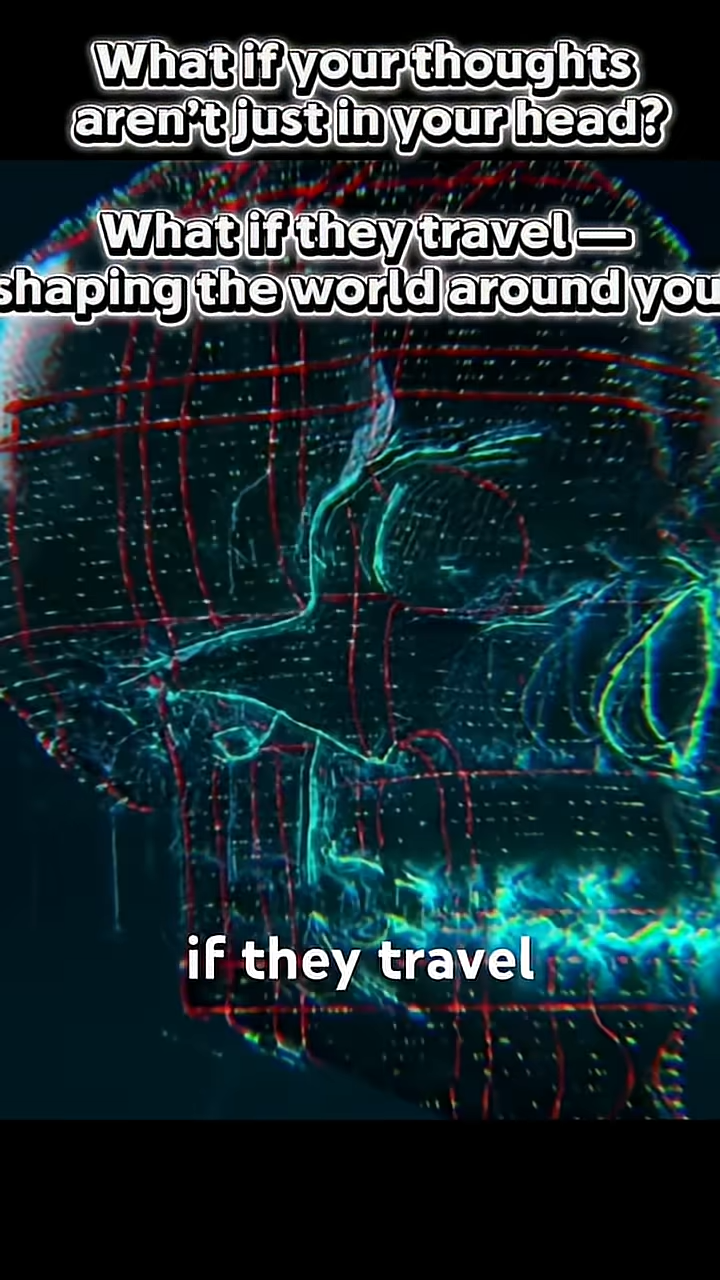 What if your thoughts
aren't just in your head?
What if they travel —
shaping the world around you
if they travel